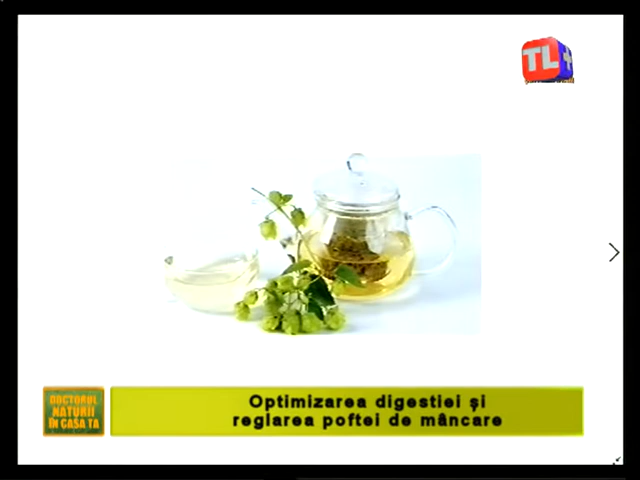 TL+
DOCTORUL
NATURII
ÎN CASA TA
Optimizarea digestiei și
reglarea poftei de mâncare